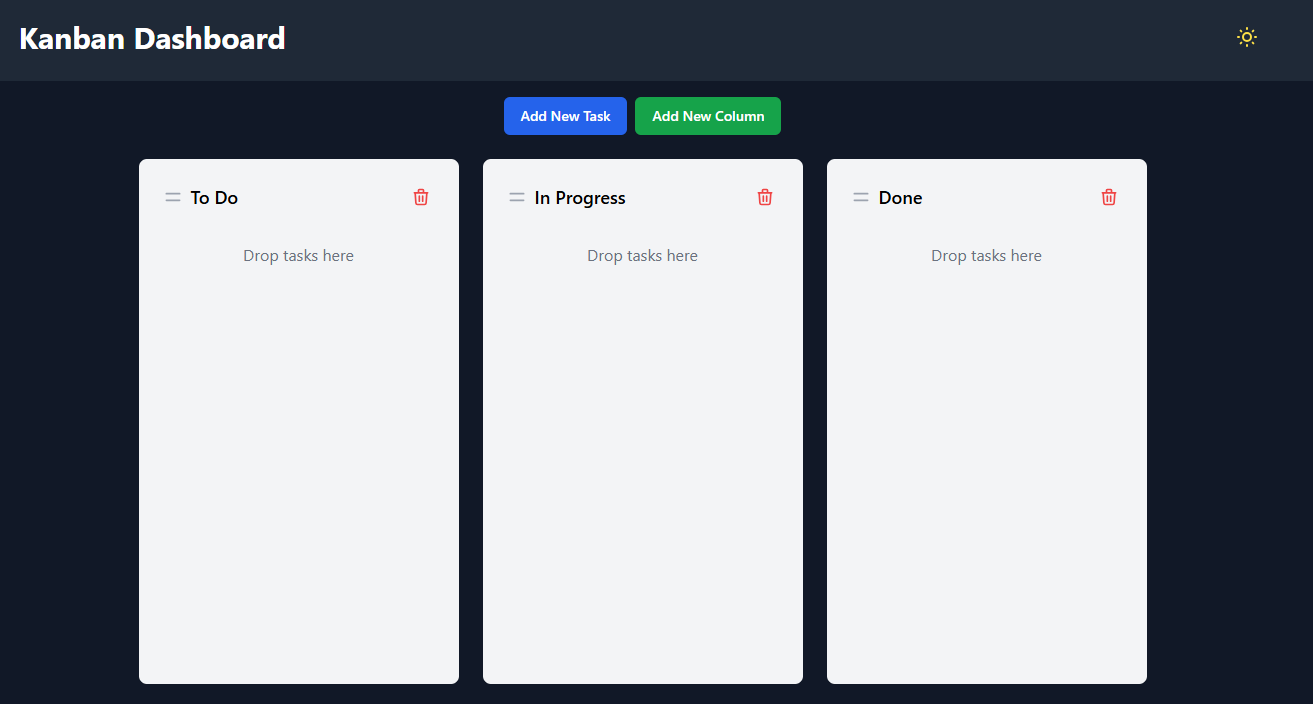 Kanban Dashboard
Add New Task Add New Column
To Do
In Progress
Done
Drop tasks here
Drop tasks here
Drop tasks here